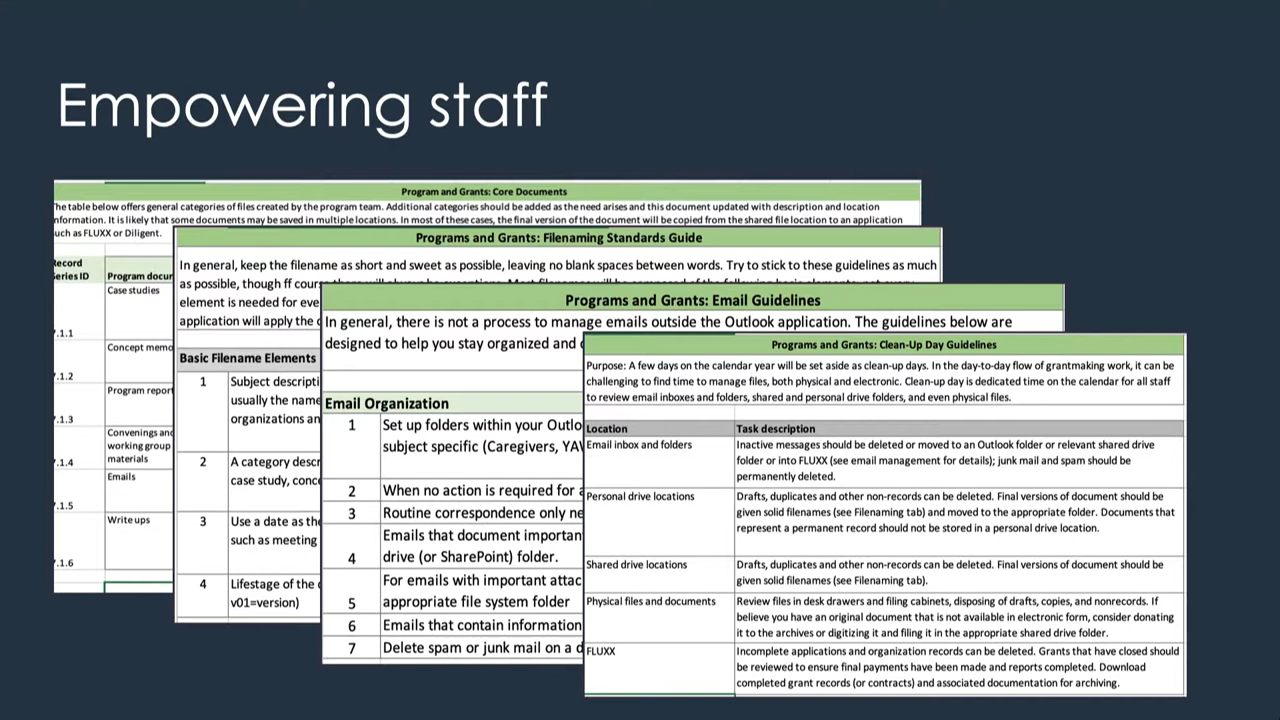 Empowering staff
Program and Grants: Core Documents
The table below offers general categories of files created by the program team. Additional categories should be added as the need arises and this document updated with description and location
nformation. It is likely that some documents may be saved in multiple locations. In most of these cases, the final version of the document will be copied from the shared file location to an application
uch as FLUXX or Diligent.
Record
eries ID
Program docu
Case studies
.1.1
Concept memo
.1.2
Program report
.1.3
Convenings and
working group
materials
.1.4
Emails
.1.5
Write ups
.1.6
Programs and Grants: Filenaming Standards Guide
In general, keep the filename as short and sweet as possible, leaving no blank spaces between words. Try to stick to these guidelines as much
as possible, though ff cours
element is needed for eve
application will apply the
Basic Filename Elements
1 Subject descripti
usually the name
organizations an
2 A category descr
case study, conc
3 Use a date as th
such as meeting
4 Lifestage of the
v01=version)
Programs and Grants: Email Guidelines
In general, there is not a process to manage emails outside the Outlook application. The guidelines below are
designed to help you stay organized and
Email Organization
1 Set up folders within your Outlo
subject specific (Caregivers, YAV
2 When no action is required for a
3 Routine correspondence only ne
4 Emails that document importan
drive (or SharePoint) folder.
5 For emails with important attac
appropriate file system folder
6 Emails that contain information
7 Delete spam or junk mail on a d
Programs and Grants: Clean-Up Day Guidelines
Purpose: A few days on the calendar year will be set aside as clean-up days. In the day-to-day flow of grantmaking work, it can be
challenging to find time to manage files, both physical and electronic. Clean-up day is dedicated time on the calendar for all staff
to review email inboxes and folders, shared and personal drive folders, and even physical files.
Location Task description
Email inbox and folders Inactive messages should be deleted or moved to an Outlook folder or relevant shared drive
folder or into FLUXX (see email management for details); junk mail and spam should be
permanently deleted.
Personal drive locations Drafts, duplicates and other non-records can be deleted. Final versions of document should be
given solid filenames (see Filenaming tab) and moved to the appropriate folder. Documents that
represent a permanent record should not be stored in a personal drive location.
Shared drive locations Drafts, duplicates and other non-records can be deleted. Final versions of document should be
given solid filenames (see Filenaming tab).
Physical files and documents Review files in desk drawers and filing cabinets, disposing of drafts, copies, and nonrecords. If
believe you have an original document that is not available in electronic form, consider donating
it to the archives or digitizing it and filing it in the appropriate shared drive folder.
FLUXX Incomplete applications and organization records can be deleted. Grants that have closed should
be reviewed to ensure final payments have been made and reports completed. Download
completed grant records (or contracts) and associated documentation for archiving.